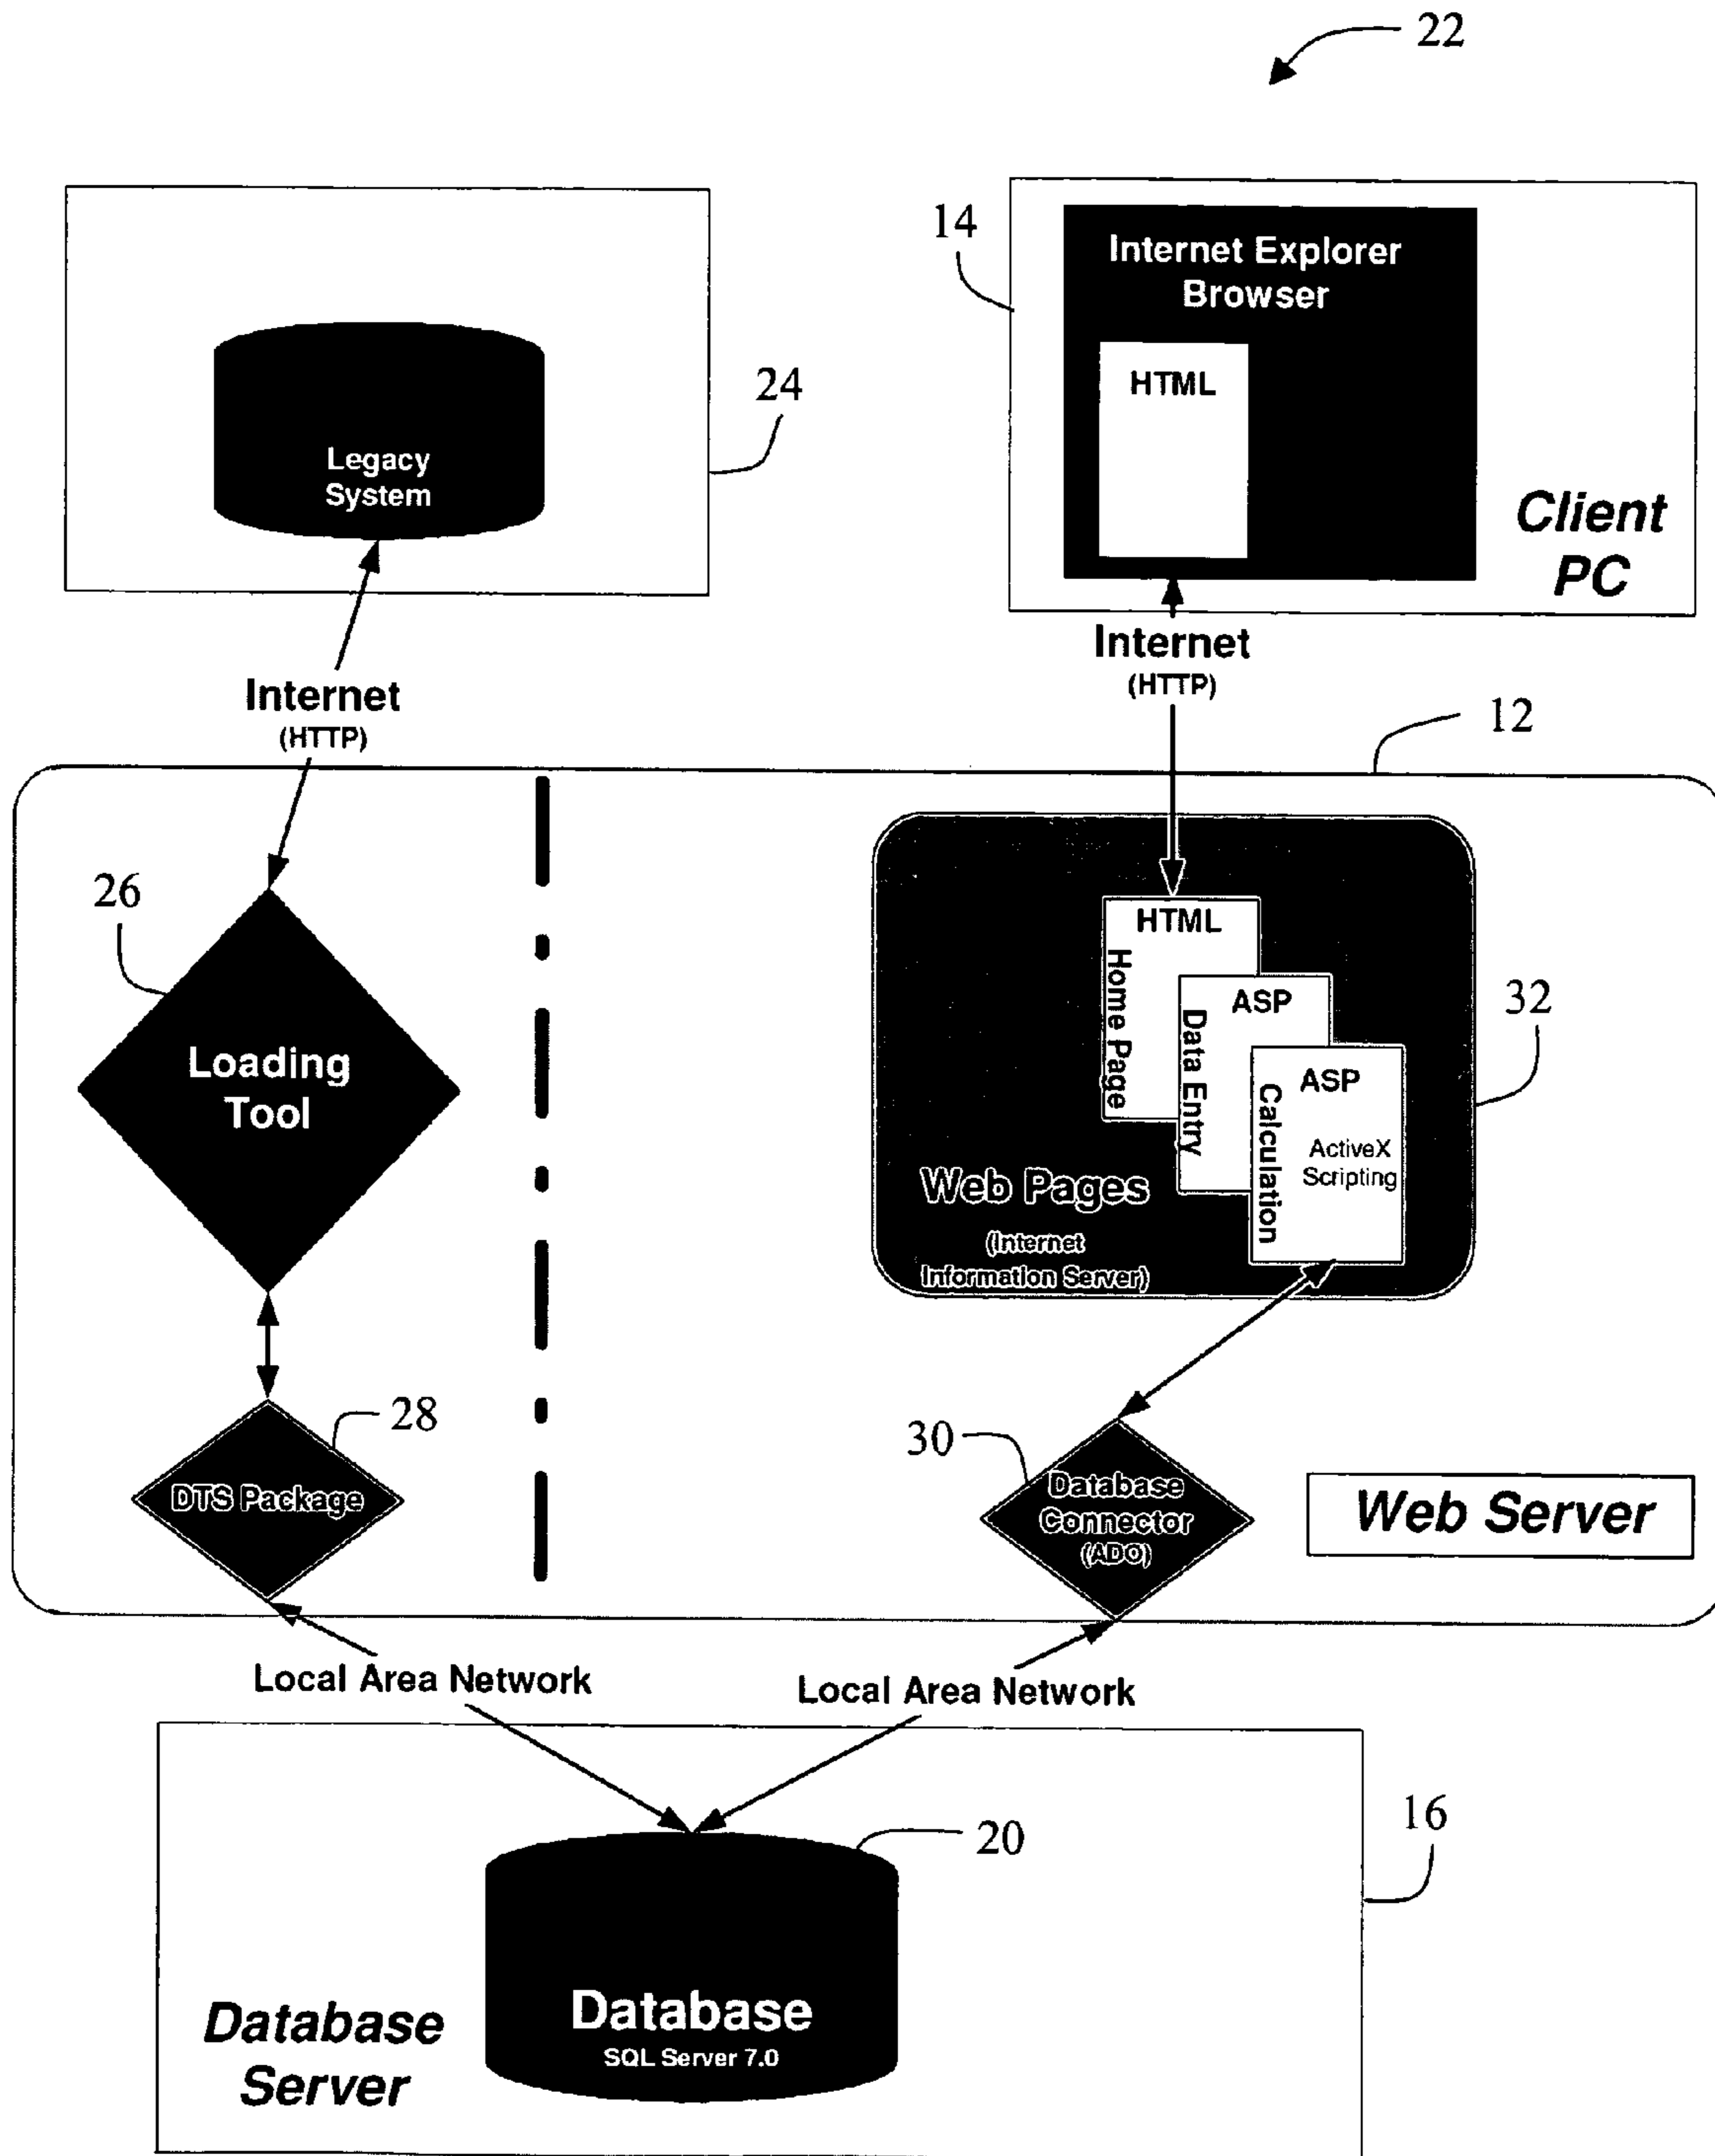 22
14
Internet Explorer
Browser
HTML
Client
PC
24
Legacy
System
Internet
(HTTP)
Internet
(HTTP)
12
26
Loading
Tool
HTML
Home Page
ASP
Data Entry
ASP
Calculation
ActiveX
Scripting
32
Web Pages
(Internet
Information Server)
28
DTS Package
30
Database
Connector
(ADO)
Web Server
Local Area Network
Local Area Network
16
20
Database
SQL Server 7.0
Database
Server